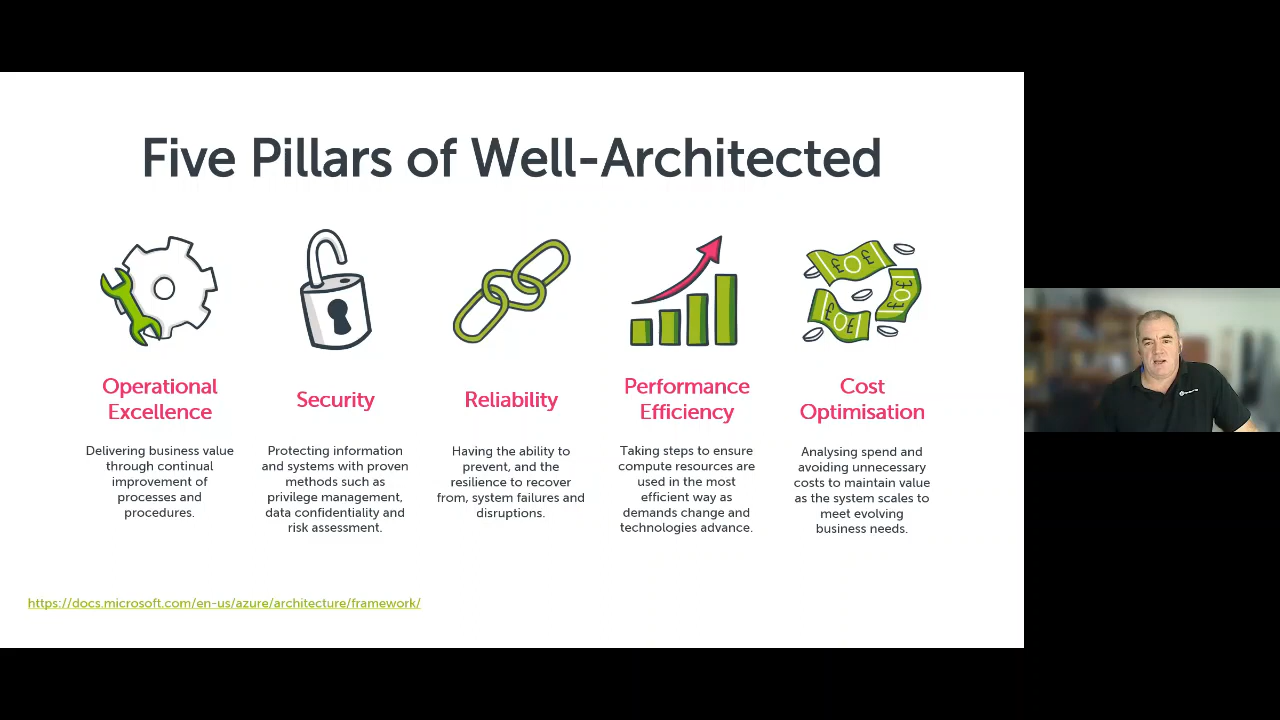 Five Pillars of Well-Architected
Operational
Excellence
Delivering business value
through continual
improvement of
processes and
procedures.
Security
Protecting information
and systems with proven
methods such as
privilege management,
data confidentiality and
risk assessment.
Reliability
Having the ability to
prevent, and the
resilience to recover
from, system failures and
disruptions.
Performance
Efficiency
Taking steps to ensure
compute resources are
used in the most
efficient way as
demands change and
technologies advance.
Cost
Optimisation
Analysing spend and
avoiding unnecessary
costs to maintain value
as the system scales to
meet evolving
business needs.
https://docs.microsoft.com/en-us/azure/architecture/framework/